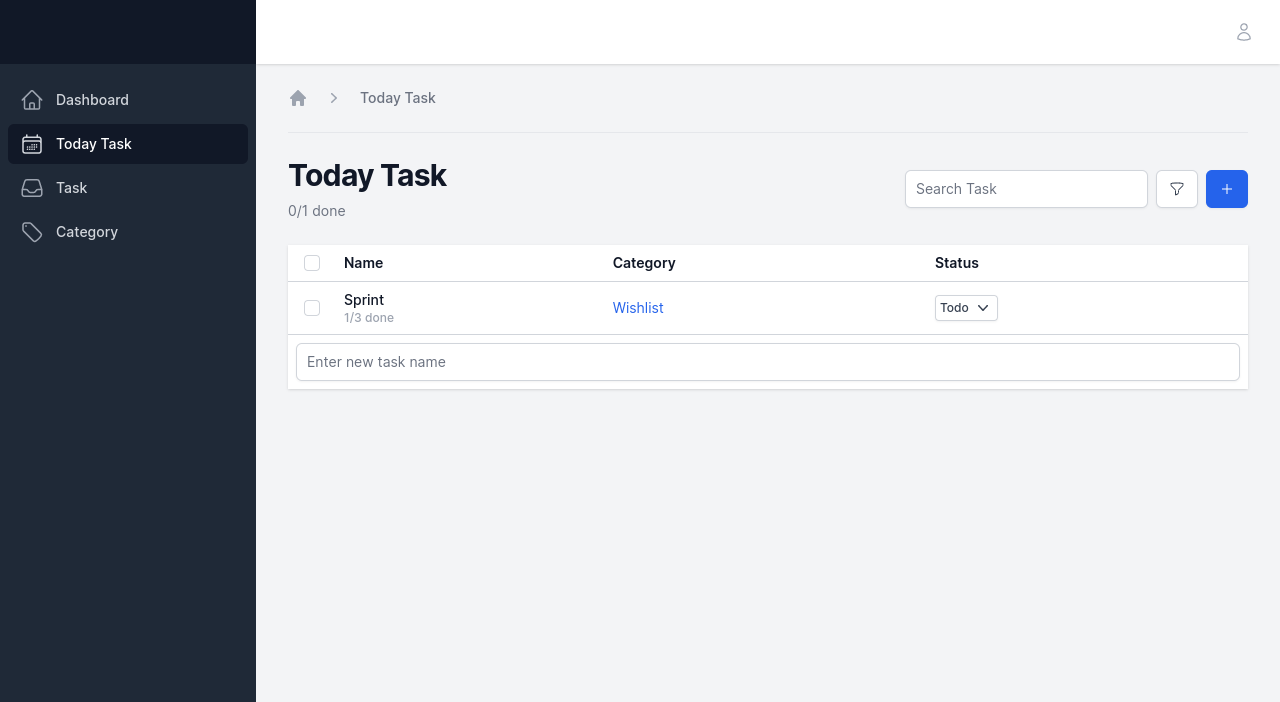 Dashboard
Today Task
Task
Category
Today Task
Today Task
0/1 done
Search Task
Name Category Status
Sprint
1/3 done
Wishlist
Todo
Enter new task name